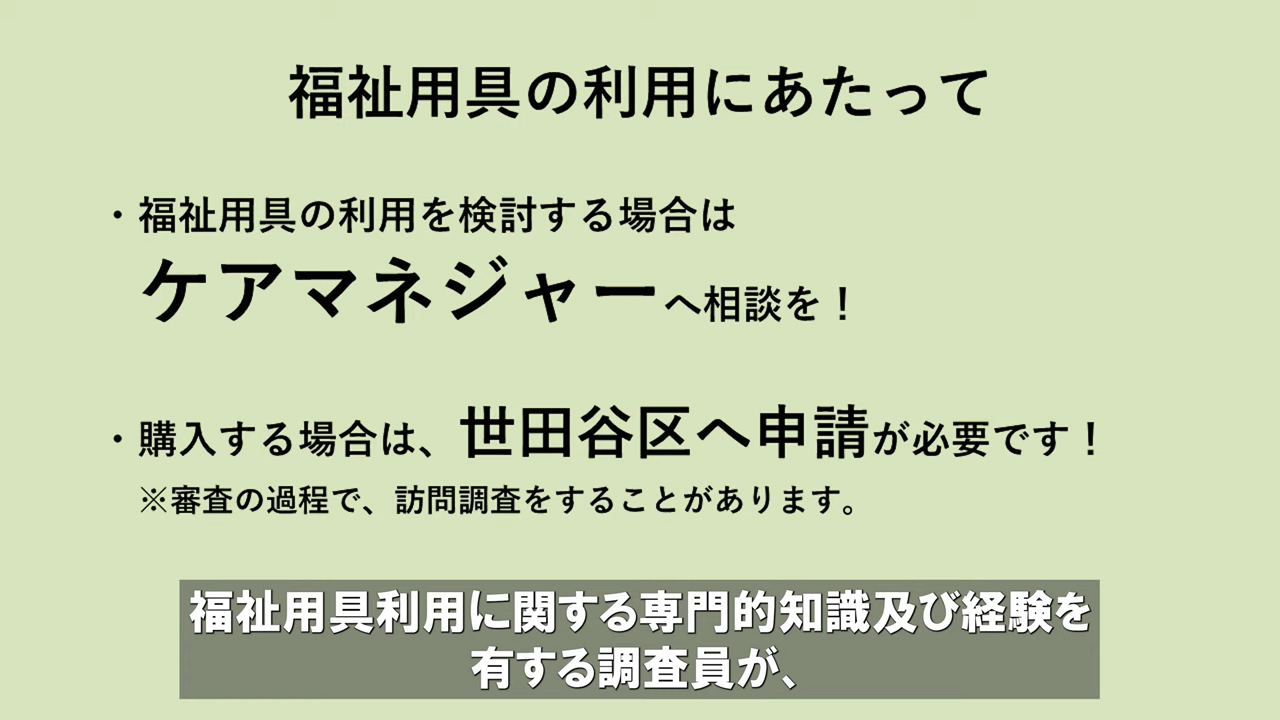 福祉用具の利用にあたって
・福祉用具の利用を検討する場合は
ケアマネジャーへ相談を！
・購入する場合は、世田谷区へ申請が必要です！
※審査の過程で、訪問調査をすることがあります。
福祉用具利用に関する専門的知識及び経験を
有する調査員が、